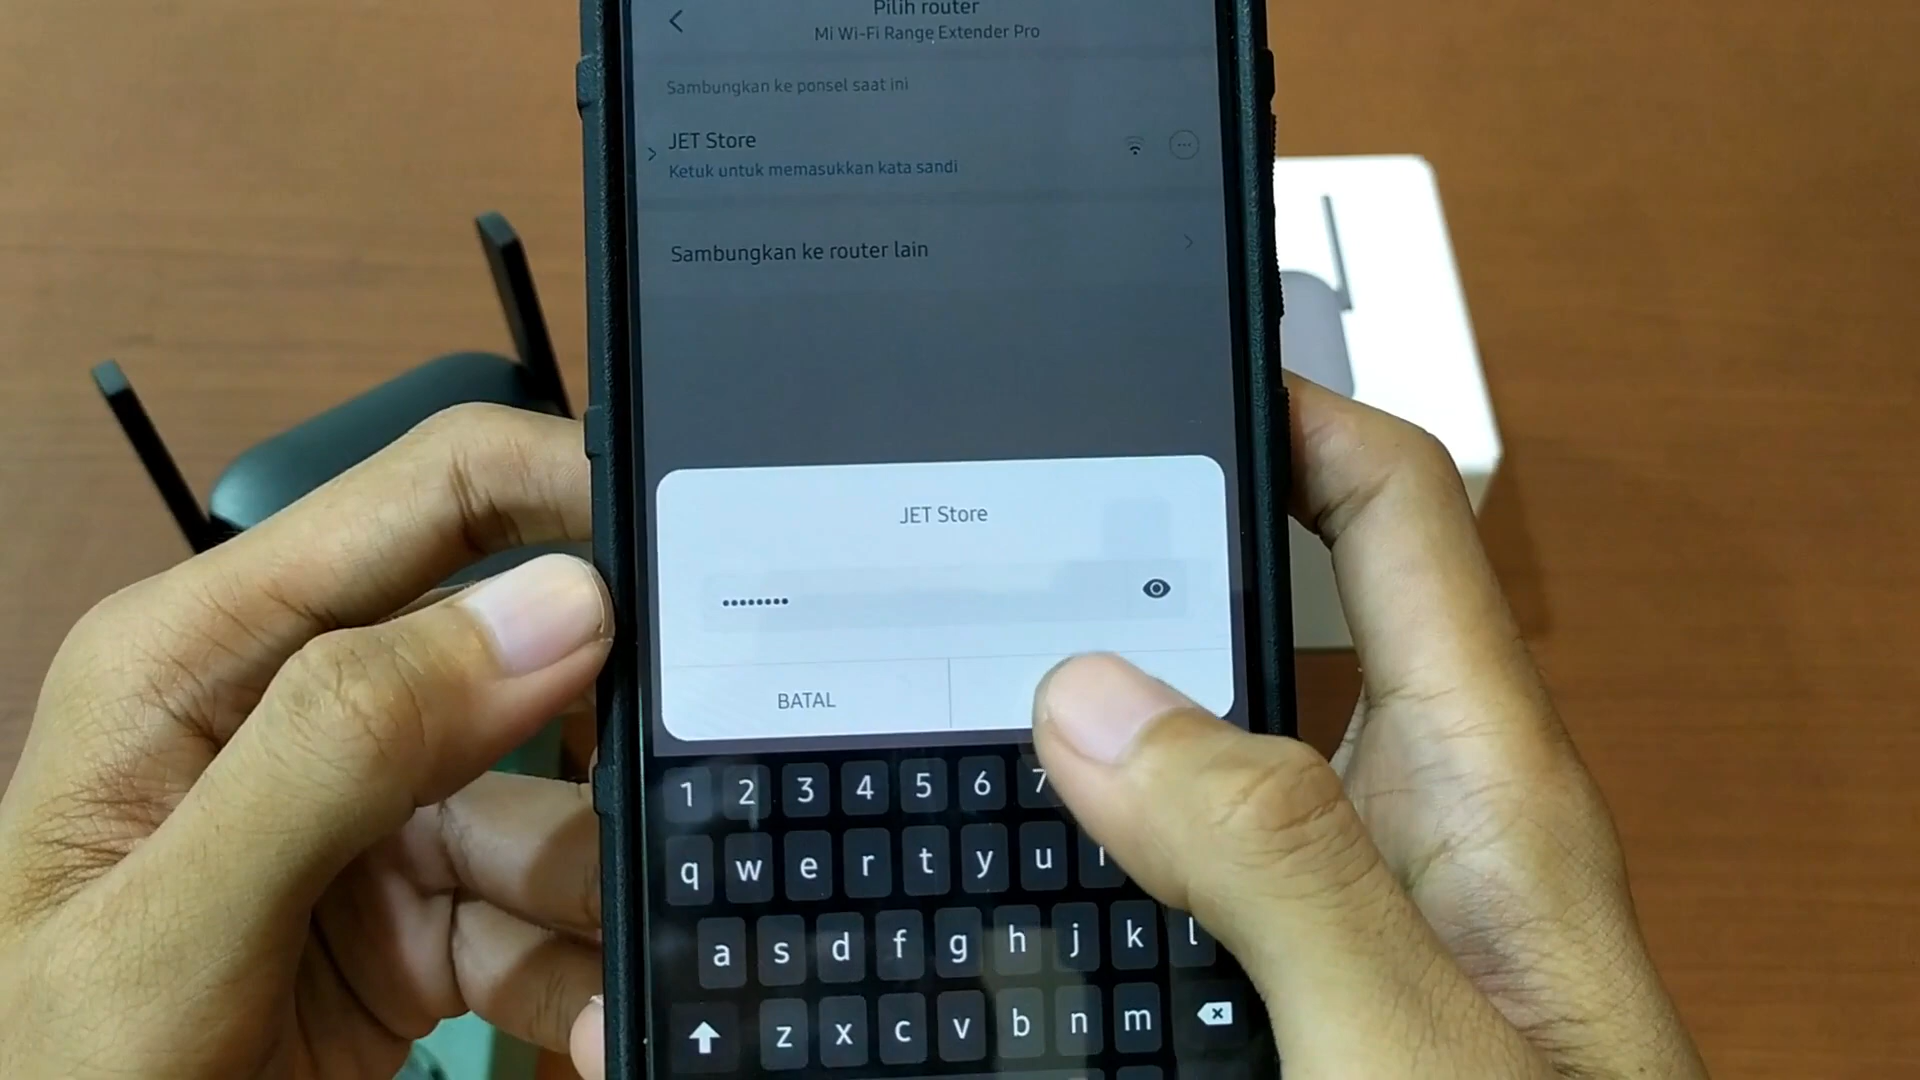 Pilih router
Mi Wi-Fi Range Extender Pro
Sambungkan ke ponsel saat ini
JET Store
Ketuk untuk memasukkan kata sandi
Sambungkan ke router lain
JET Store
••••••••
BATAL
1 2 3 4 5 6 7
q w e r t y u
a s d f g h j k l
z x c v b n m